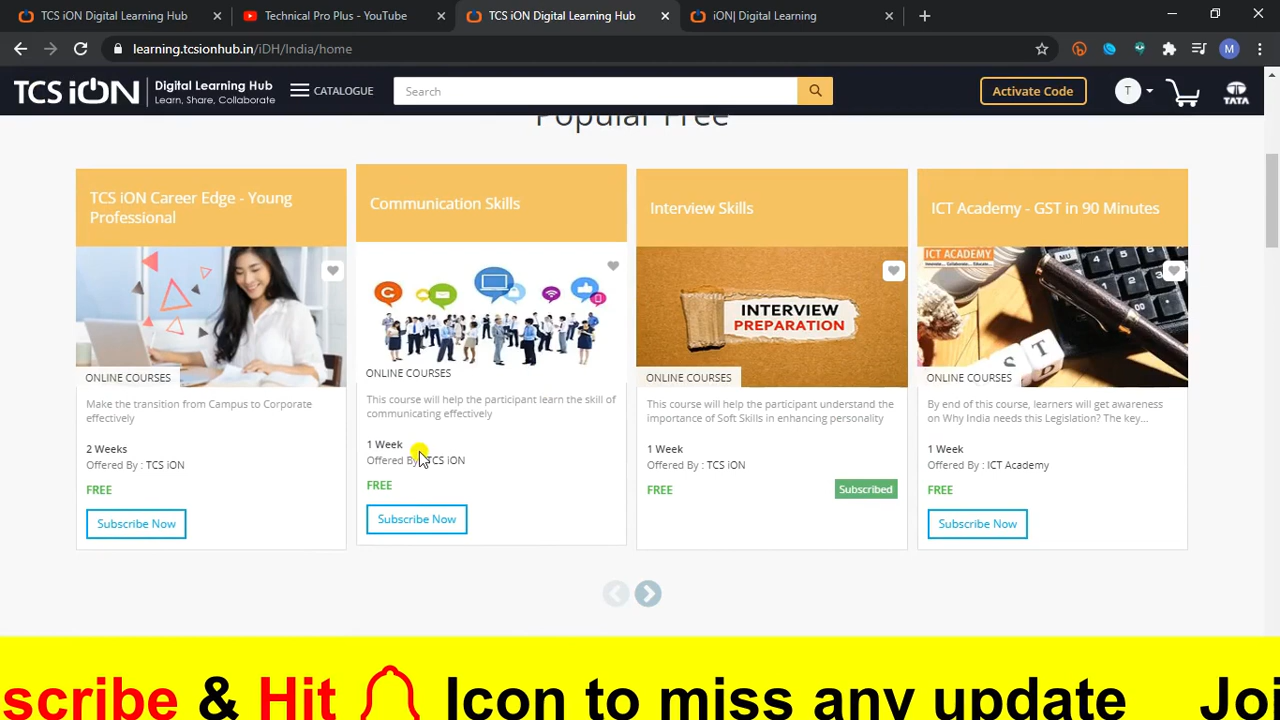 TCS iON Digital Learning Hub
Technical Pro Plus - YouTube
TCS iON Digital Learning Hub
iON| Digital Learning
learning.tcsionhub.in/iDH/India/home
M
TCS iON
Digital Learning Hub
Learn, Share, Collaborate
CATALOGUE
Search
Activate Code
T
TATA
Popular Free
TCS iON Career Edge - Young
Professional
ONLINE COURSES
Make the transition from Campus to Corporate
effectively
2 Weeks
Offered By : TCS iON
FREE
Subscribe Now
Communication Skills
ONLINE COURSES
This course will help the participant learn the skill of
communicating effectively
1 Week
Offered By : TCS iON
FREE
Subscribe Now
Interview Skills
INTERVIEW
PREPARATION
ONLINE COURSES
This course will help the participant understand the
importance of Soft Skills in enhancing personality
1 Week
Offered By : TCS iON
FREE
Subscribed
ICT Academy - GST in 90 Minutes
ICT ACADEMY
ONLINE COURSES
By end of this course, learners will get awareness
on Why India needs this Legislation? The key...
1 Week
Offered By : ICT Academy
FREE
Subscribe Now
scribe & Hit Icon to miss any update Joi